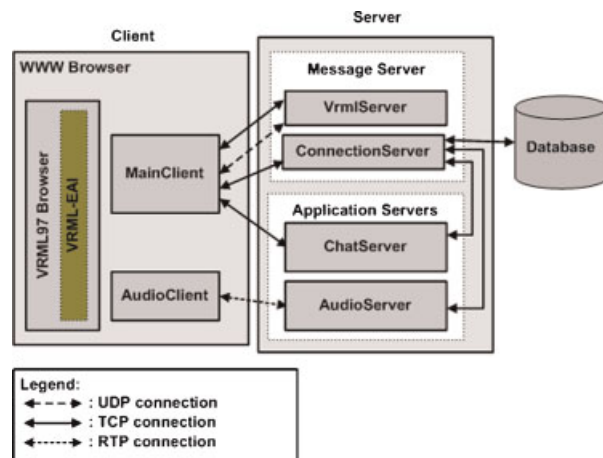 Client
Server
WWW Browser
VRML97 Browser
VRML-EAI
MainClient
AudioClient
Message Server
VrmlServer
ConnectionServer
Application Servers
ChatServer
AudioServer
Database
Legend:
: UDP connection
: TCP connection
: RTP connection